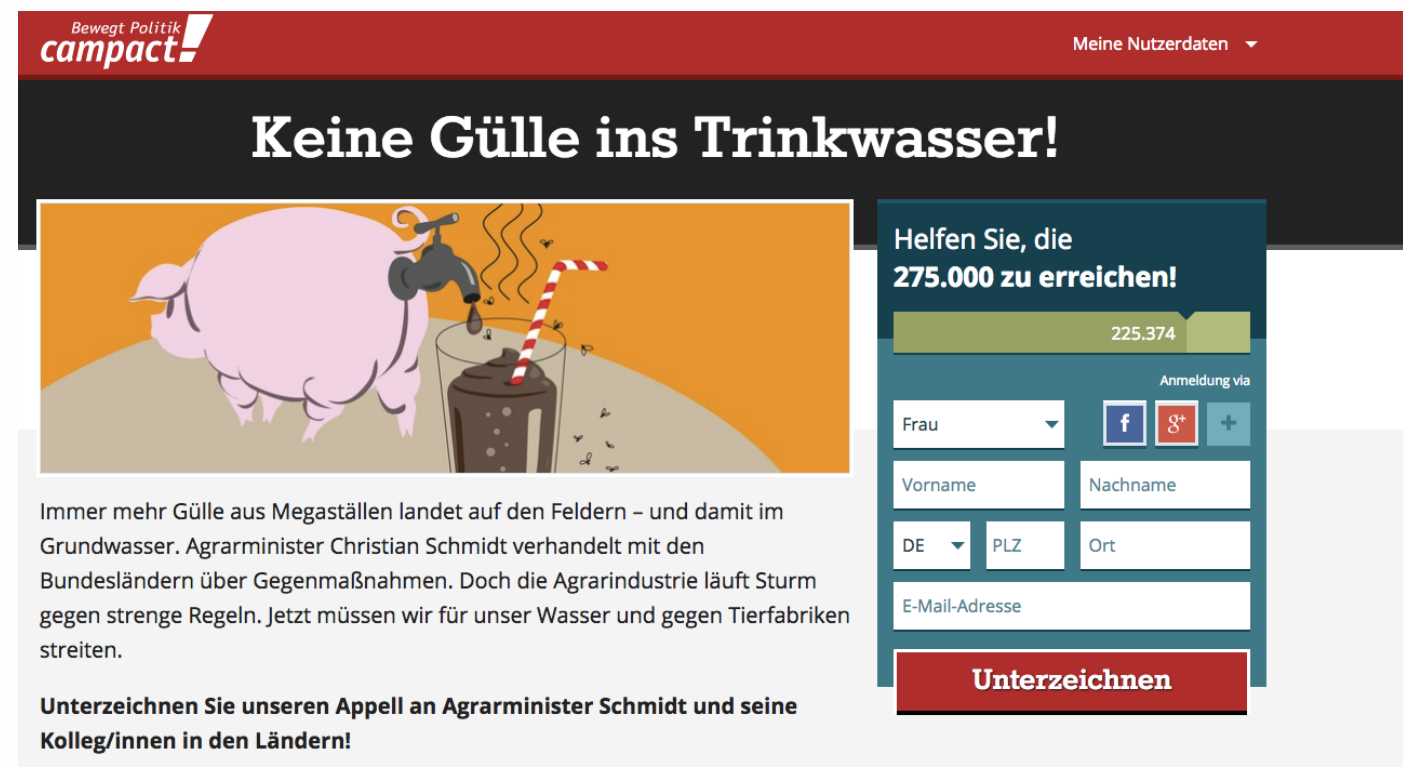 Bewegt Politik
campact!
Meine Nutzerdaten
Keine Gülle ins Trinkwasser!
Helfen Sie, die
275.000 zu erreichen!
225.374
Anmeldung via
Frau
f
g+
+
Vorname
Nachname
DE
PLZ
Ort
E-Mail-Adresse
Unterzeichnen
Immer mehr Gülle aus Megaställen landet auf den Feldern – und damit im
Grundwasser. Agrarminister Christian Schmidt verhandelt mit den
Bundesländern über Gegenmaßnahmen. Doch die Agrarindustrie läuft Sturm
gegen strenge Regeln. Jetzt müssen wir für unser Wasser und gegen Tierfabriken
streiten.
Unterzeichnen Sie unseren Appell an Agrarminister Schmidt und seine
Kolleg/innen in den Ländern!